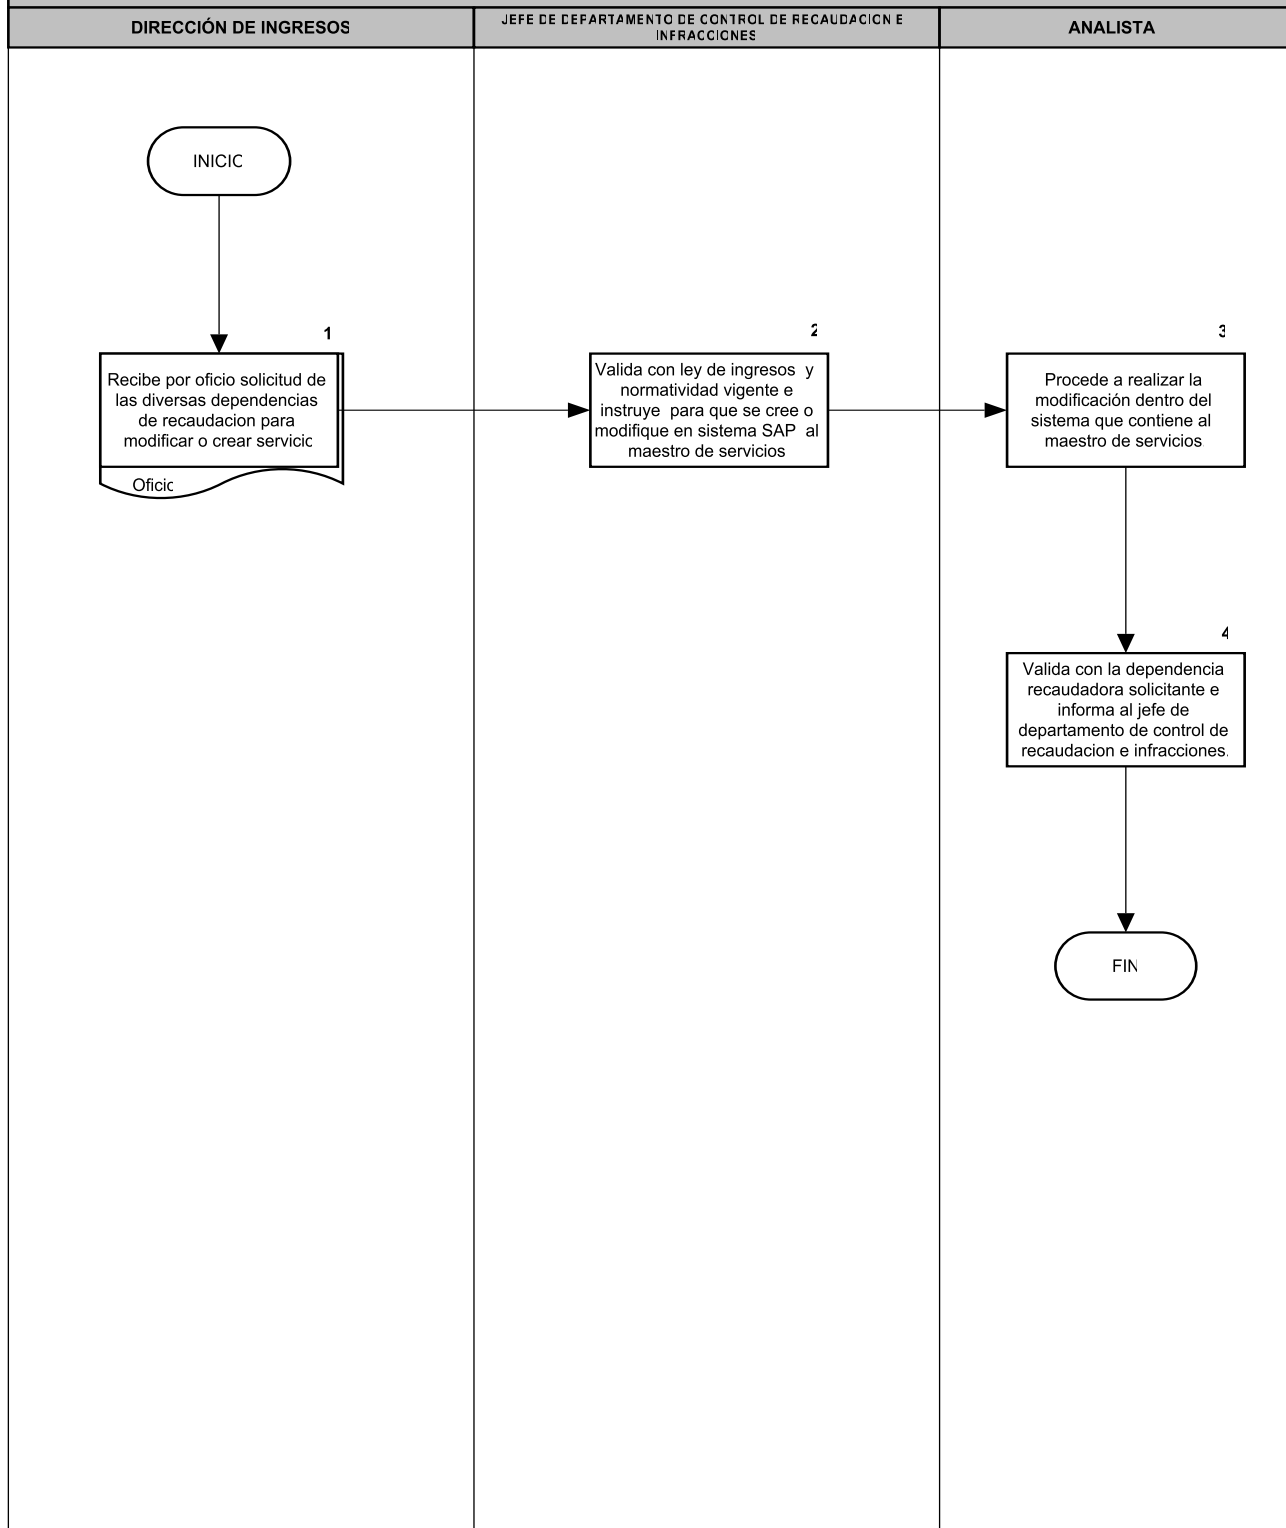 DIRECCIÓN DE INGRESOS
JEFE DE DEPARTAMENTO DE CONTROL DE RECAUDACION E
INFRACCIONES
ANALISTA
INICIO
1
Recibe por oficio solicitud de
las diversas dependencias
de recaudacion para
modificar o crear servicio
Oficio
2
Valida con ley de ingresos y
normatividad vigente e
instruye para que se cree o
modifique en sistema SAP al
maestro de servicios
3
Procede a realizar la
modificación dentro del
sistema que contiene al
maestro de servicios
4
Valida con la dependencia
recaudadora solicitante e
informa al jefe de
departamento de control de
recaudacion e infracciones.
FIN